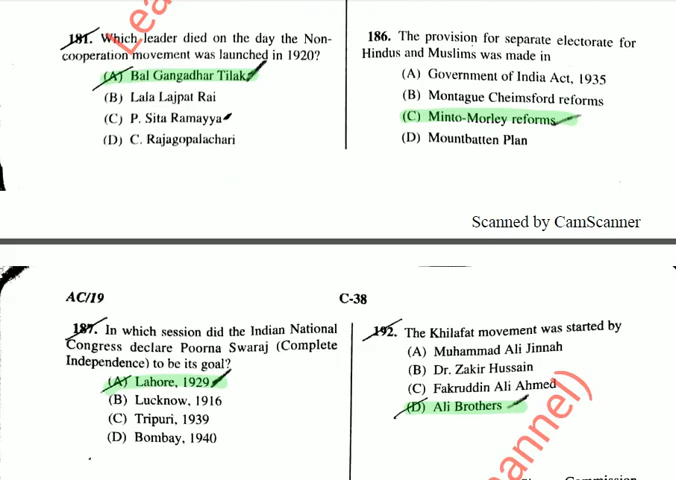 181. Which leader died on the day the Non-
cooperation movement was launched in 1920?
(A) Bal Gangadhar Tilak
(B) Lala Lajpat Rai
(C) P. Sita Ramayya
(D) C. Rajagopalachari
186. The provision for separate electorate for
Hindus and Muslims was made in
(A) Government of India Act, 1935
(B) Montague Cheimsford reforms
(C) Minto-Morley reforms
(D) Mountbatten Plan
Scanned by CamScanner
AC/19
C-38
187. In which session did the Indian National
Congress declare Poorna Swaraj (Complete
Independence) to be its goal?
(A) Lahore, 1929
(B) Lucknow, 1916
(C) Tripuri, 1939
(D) Bombay, 1940
192. The Khilafat movement was started by
(A) Muhammad Ali Jinnah
(B) Dr. Zakir Hussain
(C) Fakruddin Ali Ahmed
(D) Ali Brothers